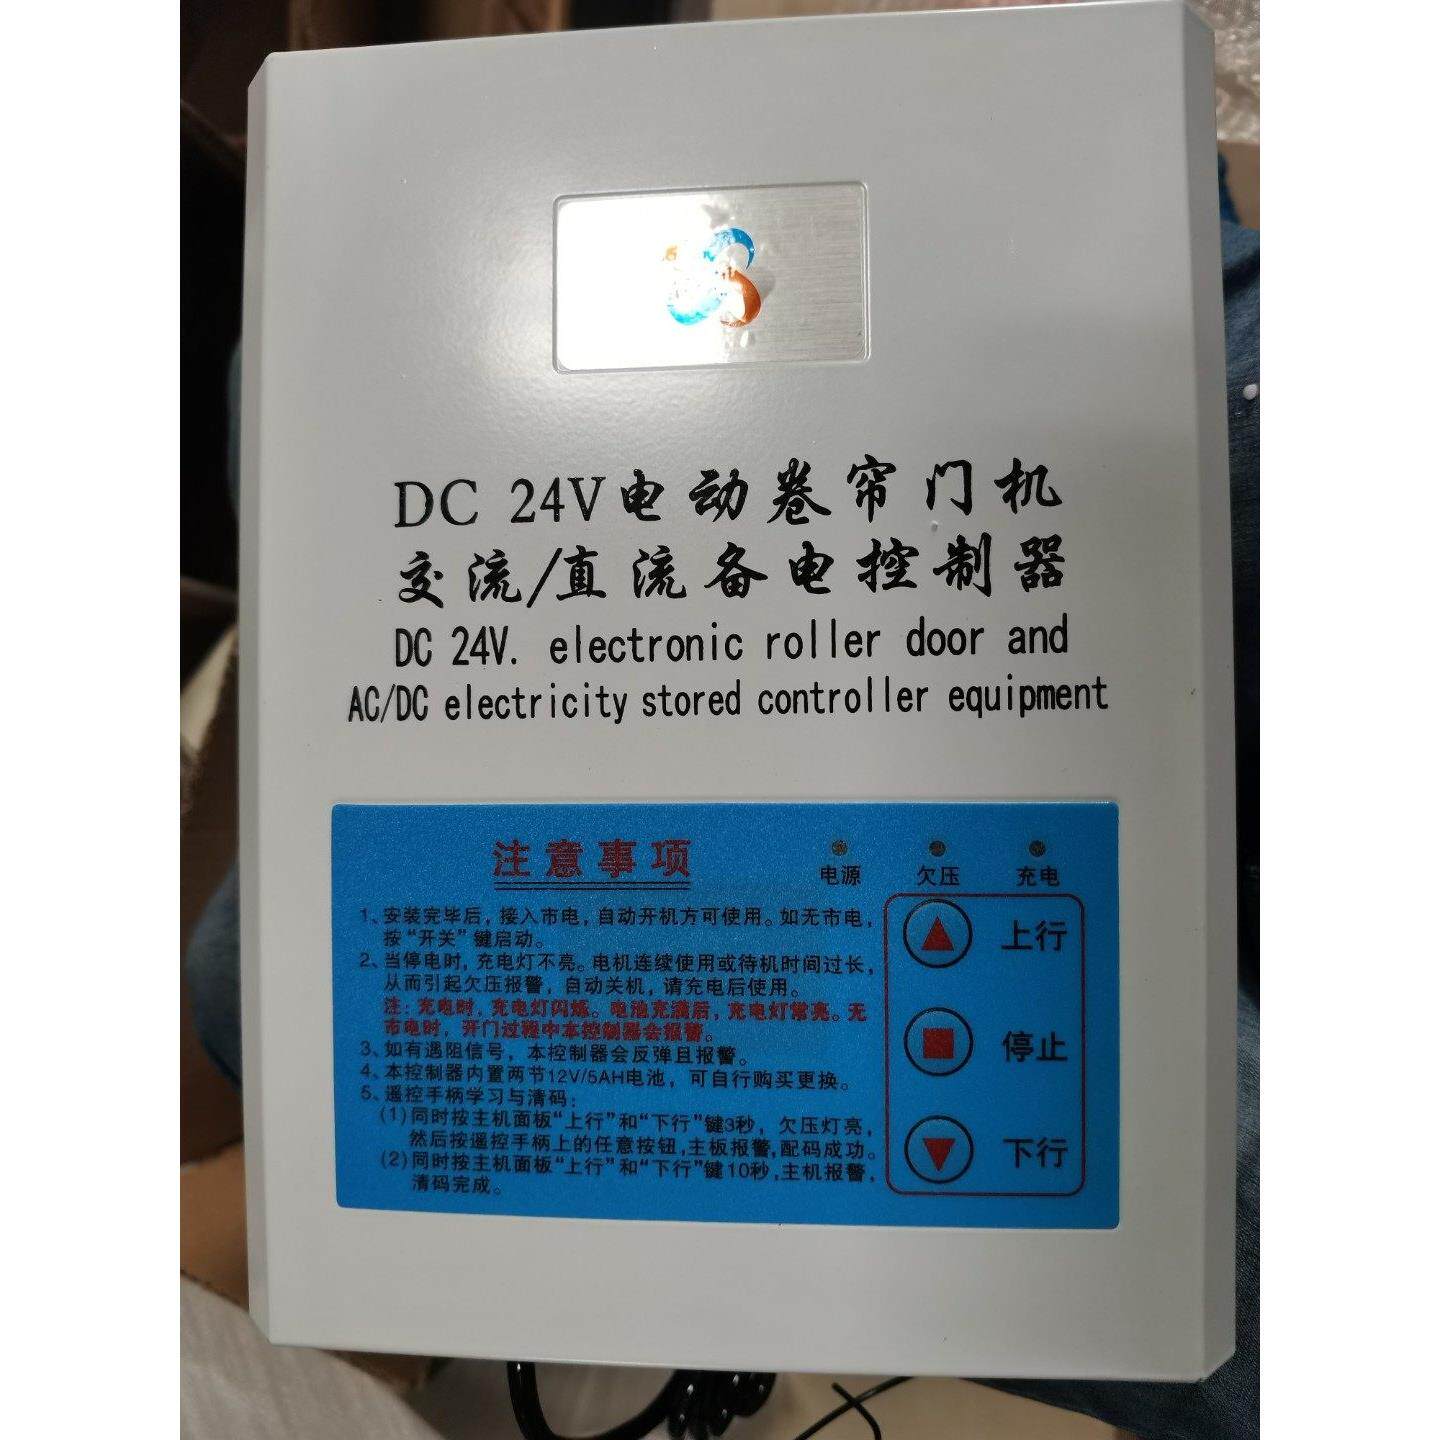 DC 24V电动卷帘门机
交流/直流备电控制器
DC 24V. electronic roller door and
AC/DC electricity stored controller equipment
注意事项
电源 欠压 充电
1、安装完毕后，接入市电，自动开机方可使用。如无市电，
按“开关”键启动。
2、当停电时，充电灯不亮。电机连续使用或待机时间过长，
从而引起欠压报警，自动关机，请充电后使用。
注：充电时，充电灯闪烁。电池充满后，充电灯常亮。无
市电时，开门过程中本控制器会报警。
3、如有遇阻信号，本控制器会反弹且报警。
4、本控制器内置两节12V/5AH电池，可自行购买更换。
5、遥控手柄学习与清码：
(1)同时按主机面板“上行”和“下行”键3秒，欠压灯亮，
然后按遥控手柄上的任意按钮，主板报警，配码成功。
(2)同时按主机面板“上行”和“下行”键10秒，主机报警，
清码完成。
上行
停止
下行